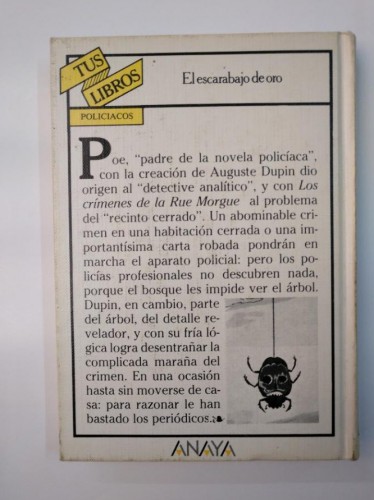 TUS
LIBROS
POLICIACOS
El escarabajo de oro
Poe, “padre de la novela policíaca”,
con la creación de Auguste Dupin dio
origen al “detective analítico”, y con Los
crímenes de la Rue Morgue al problema
del “recinto cerrado”. Un abominable cri-
men en una habitación cerrada o una im-
portantísima carta robada pondrán en
marcha el aparato policial: pero los po-
licías profesionales no descubren nada,
porque el bosque les impide ver el árbol.
Dupin, en cambio, parte
del árbol, del detalle re-
velador, y con su fría ló-
gica logra desentrañar la
complicada maraña del
crimen. En una ocasión
hasta sin moverse de ca-
sa: para razonar le han
bastado los periódicos.
ANAYA